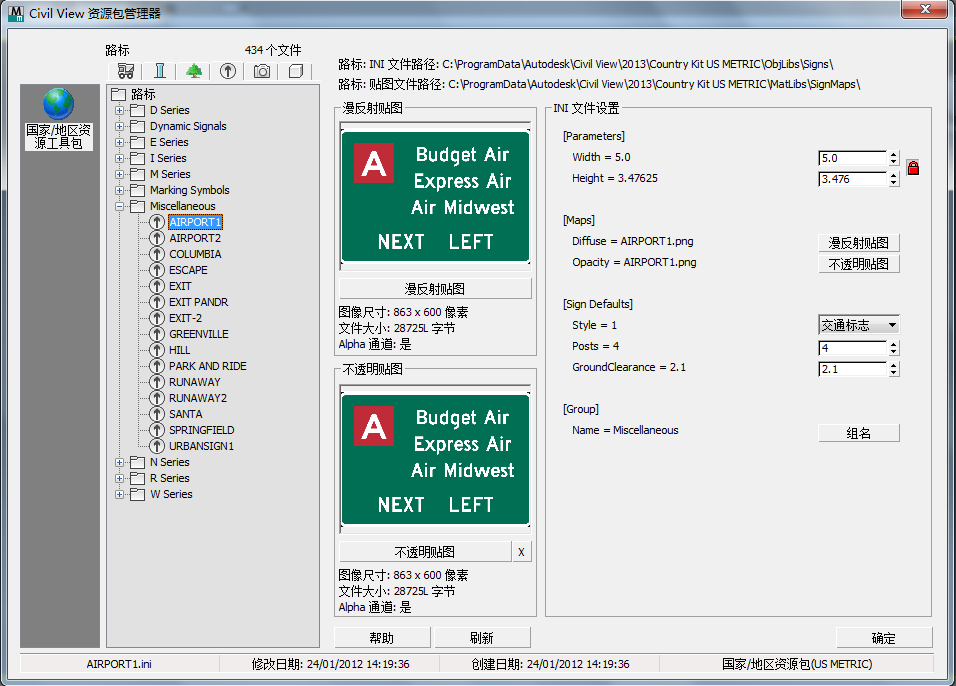 Civil View 资源包管理器
路标 434 个文件
国家/地区资
源工具包
路标
D Series
Dynamic Signals
E Series
I Series
M Series
Marking Symbols
Miscellaneous
AIRPORT1
AIRPORT2
COLUMBIA
ESCAPE
EXIT
EXIT PANDR
EXIT-2
GREENVILLE
HILL
PARK AND RIDE
RUNAWAY
RUNAWAY2
SANTA
SPRINGFIELD
URBANSIGN1
N Series
R Series
W Series
路标: INI 文件路径: C:\ProgramData\Autodesk\Civil View\2013\Country Kit US METRIC\ObjLibs\Signs\
路标: 贴图文件路径: C:\ProgramData\Autodesk\Civil View\2013\Country Kit US METRIC\MatLibs\SignMaps\
漫反射贴图
A Budget Air
Express Air
Air Midwest
NEXT LEFT
漫反射贴图
图像尺寸: 863 x 600 像素
文件大小: 28725L 字节
Alpha 通道: 是
不透明贴图
A Budget Air
Express Air
Air Midwest
NEXT LEFT
不透明贴图 X
图像尺寸: 863 x 600 像素
文件大小: 28725L 字节
Alpha 通道: 是
INI 文件设置
[Parameters]
Width = 5.0 5.0
Height = 3.47625 3.476
[Maps]
Diffuse = AIRPORT1.png 漫反射贴图
Opacity = AIRPORT1.png 不透明贴图
[Sign Defaults]
Style = 1 交通标志
Posts = 4 4
GroundClearance = 2.1 2.1
[Group]
Name = Miscellaneous 组名
帮助 刷新 确定
AIRPORT1.ini 修改日期: 24/01/2012 14:19:36 创建日期: 24/01/2012 14:19:36 国家/地区资源包(US METRIC)